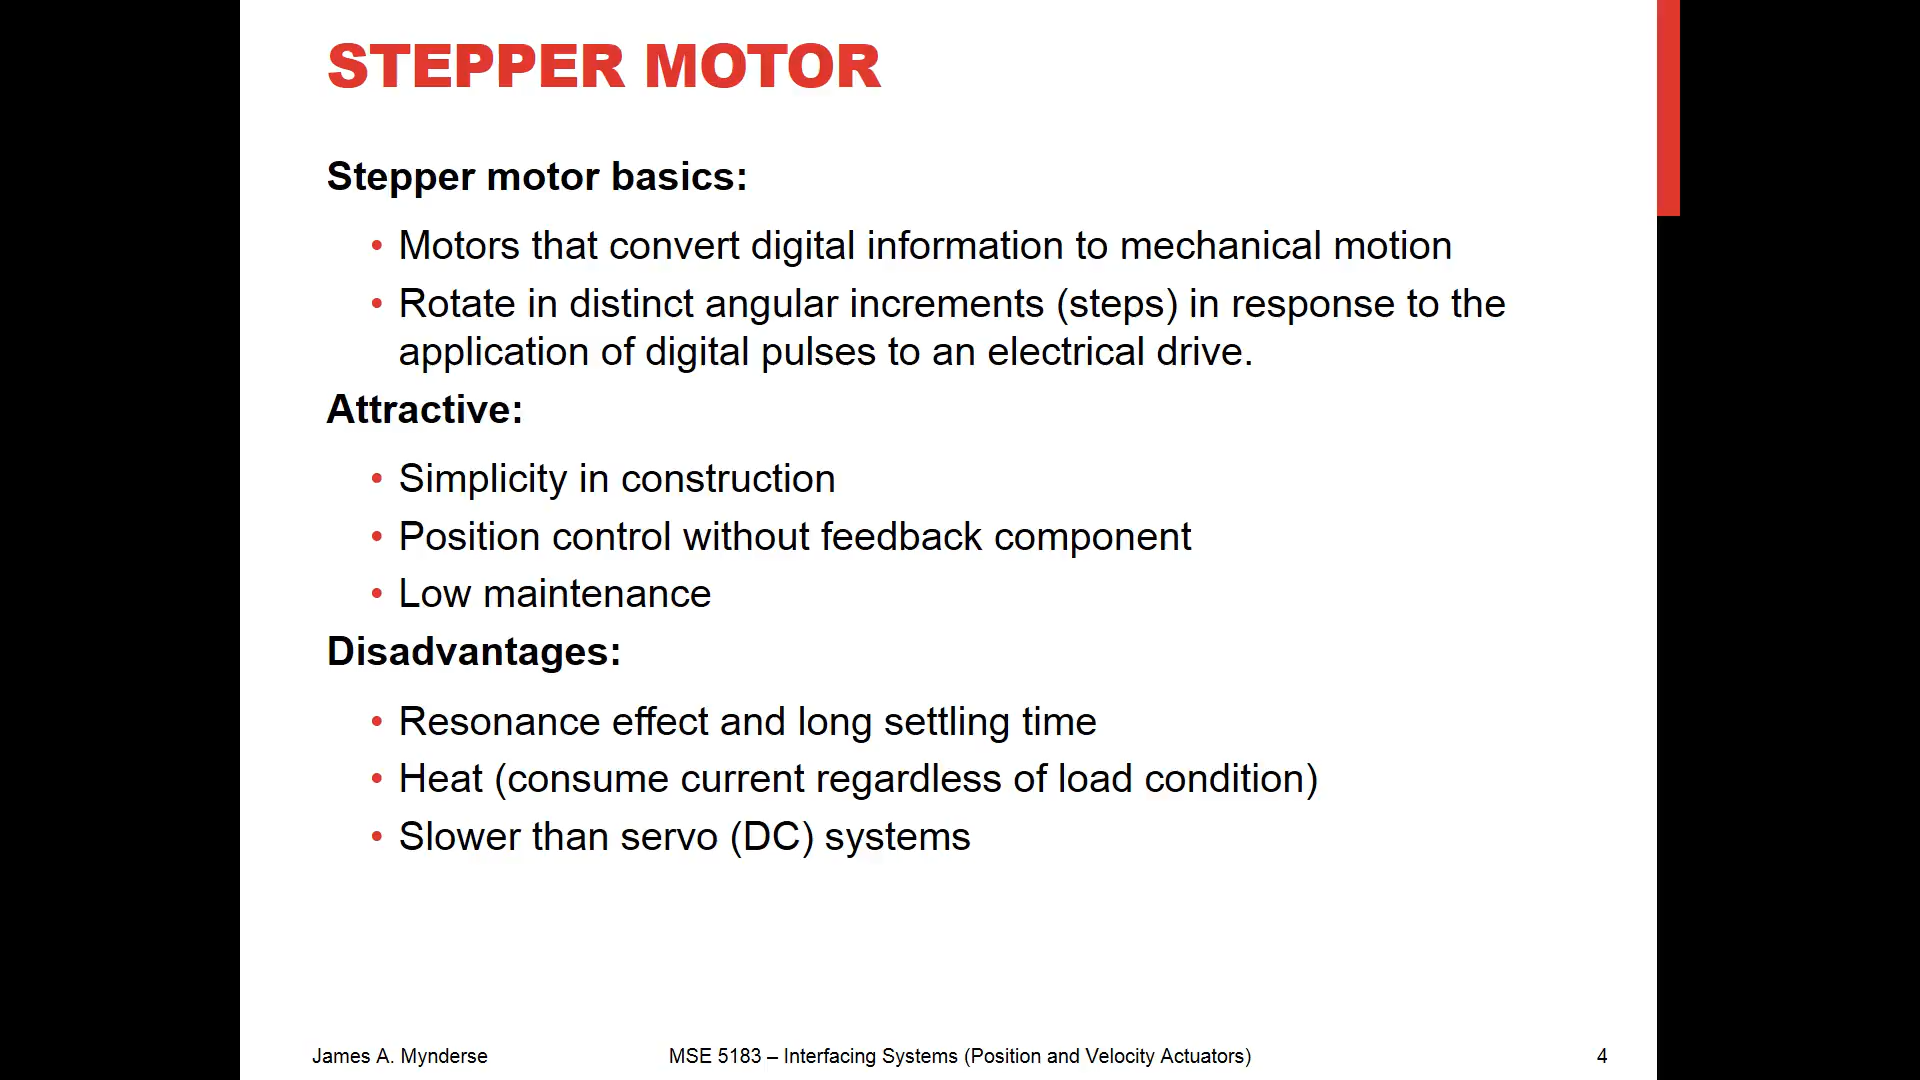 STEPPER MOTOR
Stepper motor basics:
• Motors that convert digital information to mechanical motion
• Rotate in distinct angular increments (steps) in response to the
application of digital pulses to an electrical drive.
Attractive:
• Simplicity in construction
• Position control without feedback component
• Low maintenance
Disadvantages:
• Resonance effect and long settling time
• Heat (consume current regardless of load condition)
• Slower than servo (DC) systems
James A. Mynderse
MSE 5183 – Interfacing Systems (Position and Velocity Actuators)
4